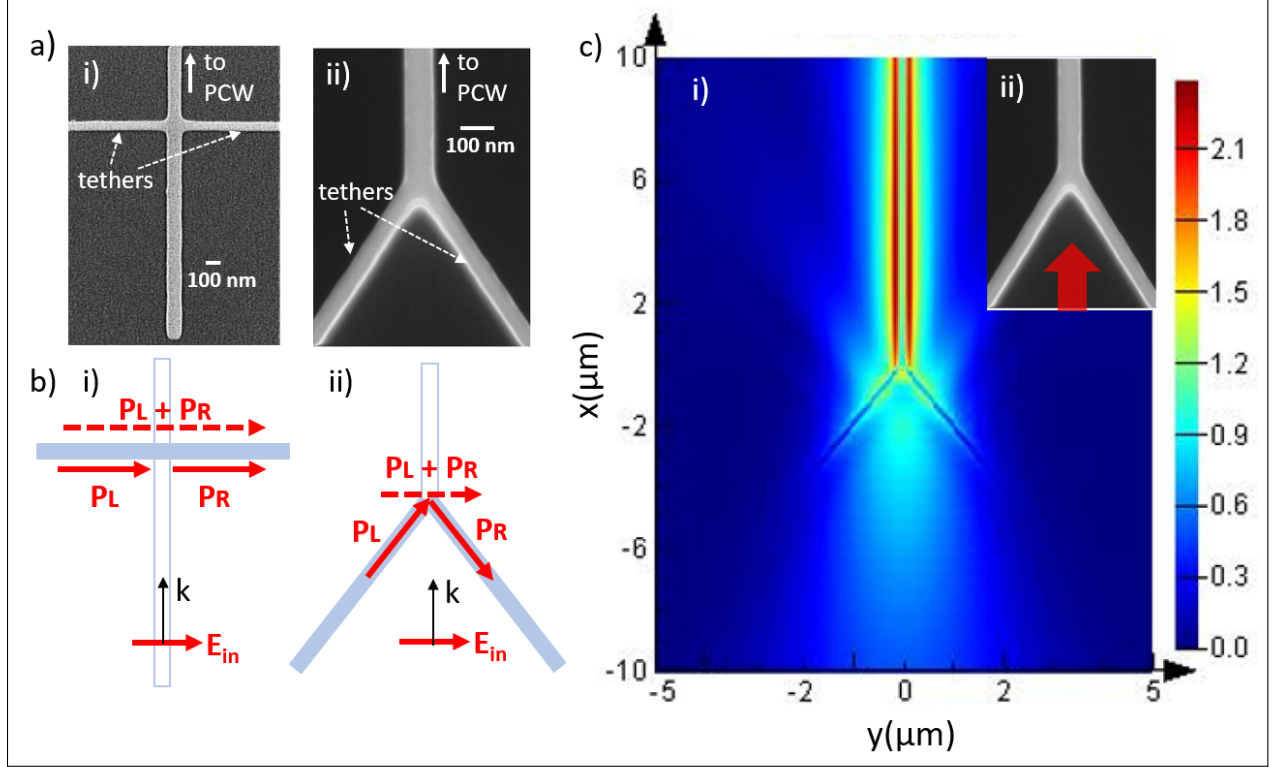 a)
i)
to
PCW
tethers
100 nm
ii)
to
PCW
100 nm
tethers
b)
i)
PL + PR
PL
PR
k
Ein
ii)
PL + PR
PL
PR
k
Ein
c)
i)
ii)
10
6
2
-2
-6
-10
x(μm)
-5
-2
0
2
5
y(μm)
2.1
1.8
1.5
1.2
0.9
0.6
0.3
0.0